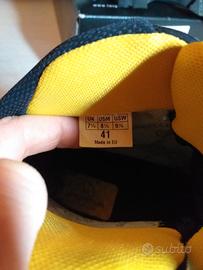 UK USM USW
7½ 8½ 9½
41
Made in EU
subito